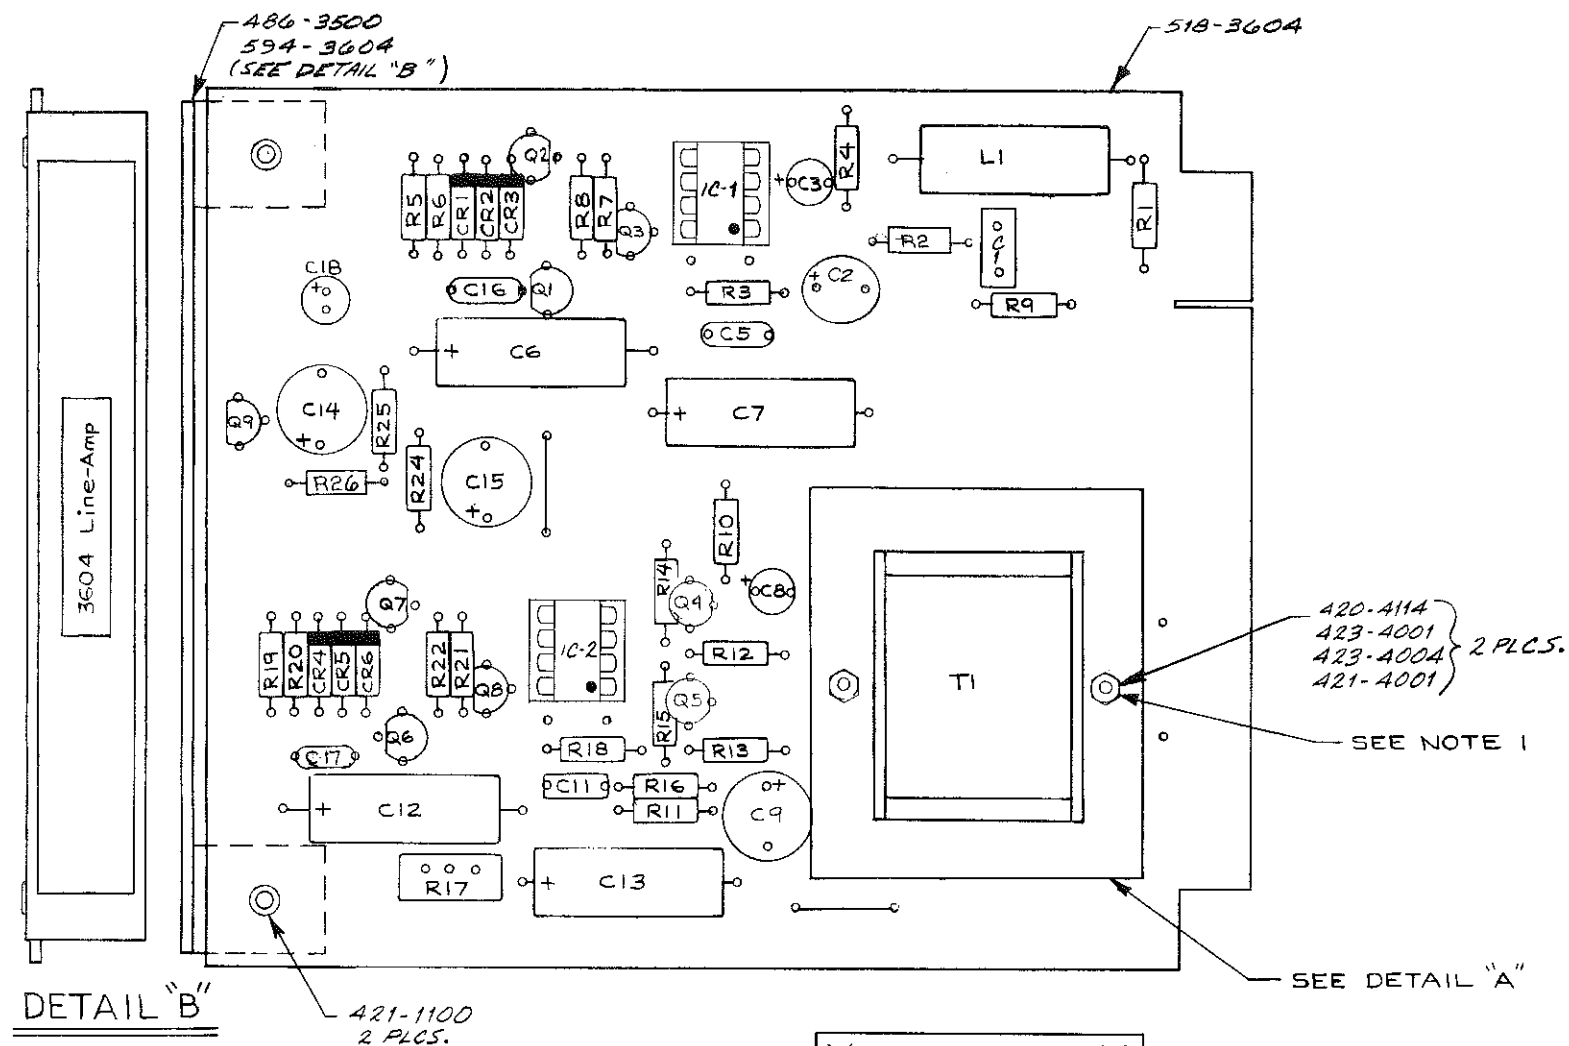 486-3500
594-3604
(SEE DETAIL "B")
518-3604
Q2
R4
L1
R5
R6
CR1
CR2
CR3
R8
R7
Q3
IC-1
+
C3
R1
R2
C1
C18
+
C16
Q1
R3
+
C2
R9
C5
+
C6
C14
+
Q9
R25
+
C7
R24
C15
+
R26
3604 Line-Amp
R10
R14
Q4
+
C8
Q7
R19
R20
CR4
CR5
CR6
R22
R21
Q8
IC-2
R12
R15
Q5
T1
420-4114
423-4001
423-4004
421-4001
2 PLCS.
SEE NOTE 1
Q6
C17
R18
R13
C11
R16
R11
+
C9
+
C12
R17
+
C13
SEE DETAIL "A"
DETAIL "B"
421-1100
2 PLCS.